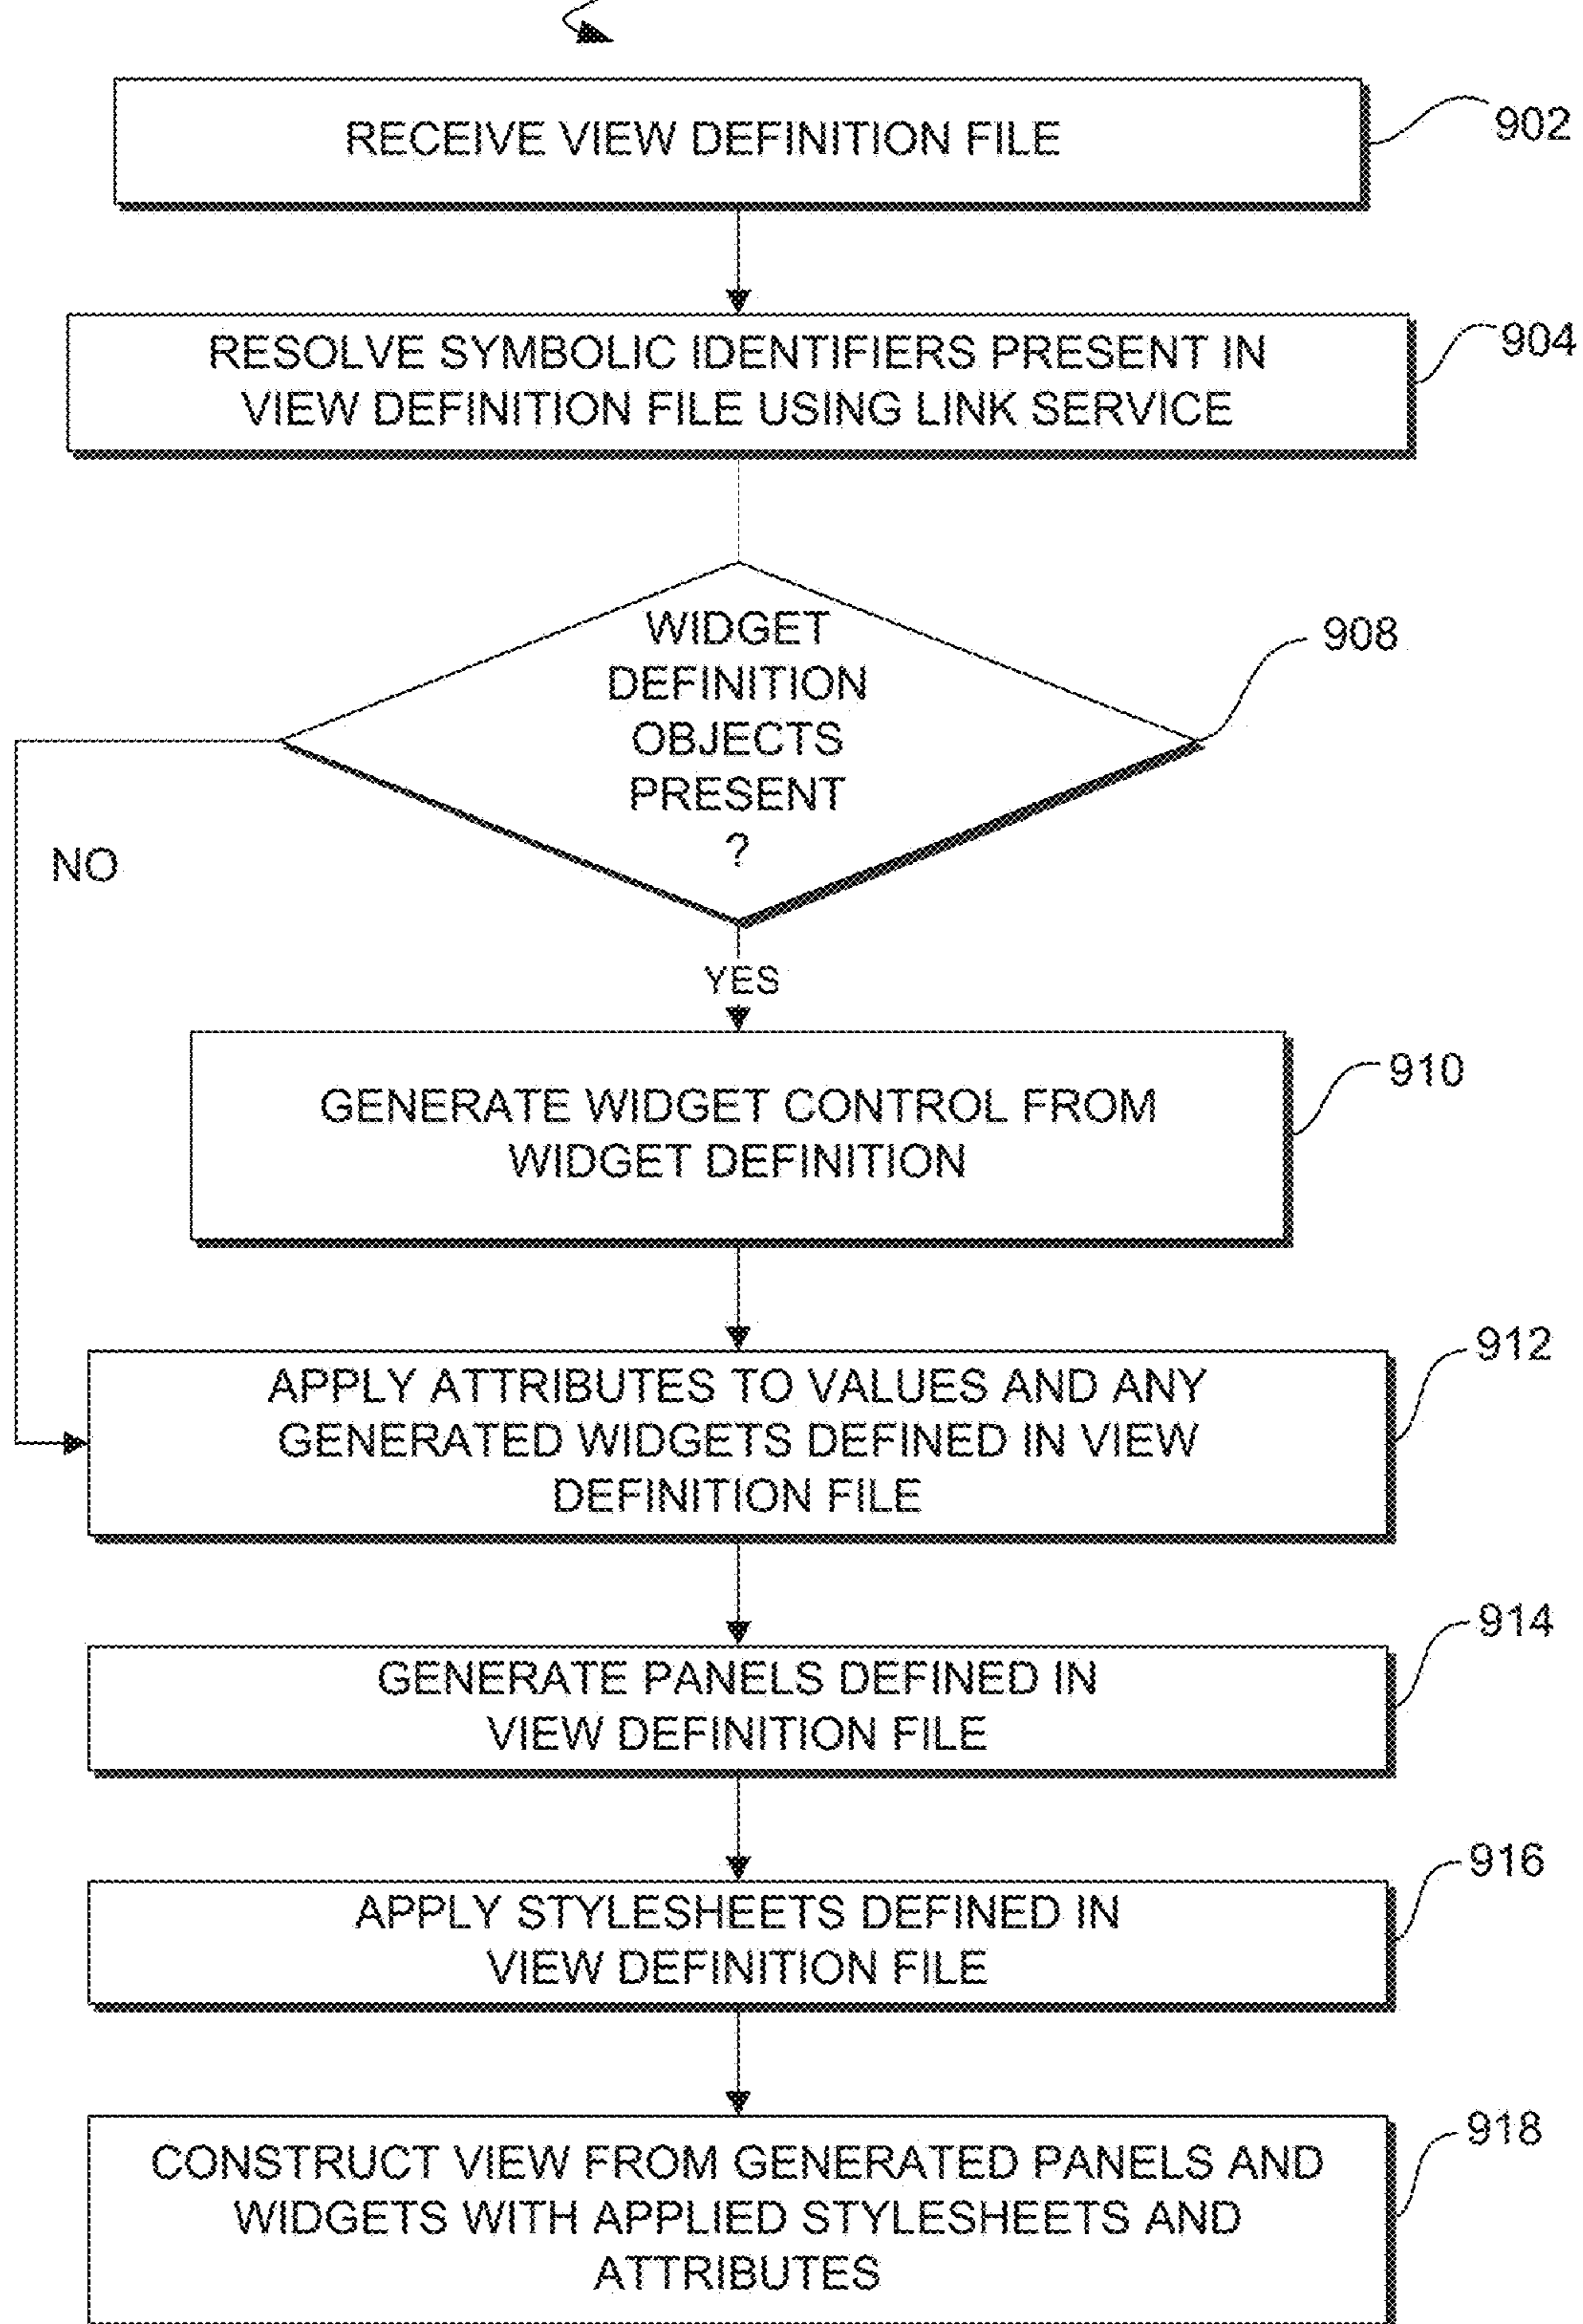 RECEIVE VIEW DEFINITION FILE
902
RESOLVE SYMBOLIC IDENTIFIERS PRESENT IN
VIEW DEFINITION FILE USING LINK SERVICE
904
WIDGET
DEFINITION
OBJECTS
PRESENT
?
908
NO
YES
GENERATE WIDGET CONTROL FROM
WIDGET DEFINITION
910
APPLY ATTRIBUTES TO VALUES AND ANY
GENERATED WIDGETS DEFINED IN VIEW
DEFINITION FILE
912
GENERATE PANELS DEFINED IN
VIEW DEFINITION FILE
914
APPLY STYLESHEETS DEFINED IN
VIEW DEFINITION FILE
916
CONSTRUCT VIEW FROM GENERATED PANELS AND
WIDGETS WITH APPLIED STYLESHEETS AND
ATTRIBUTES
918